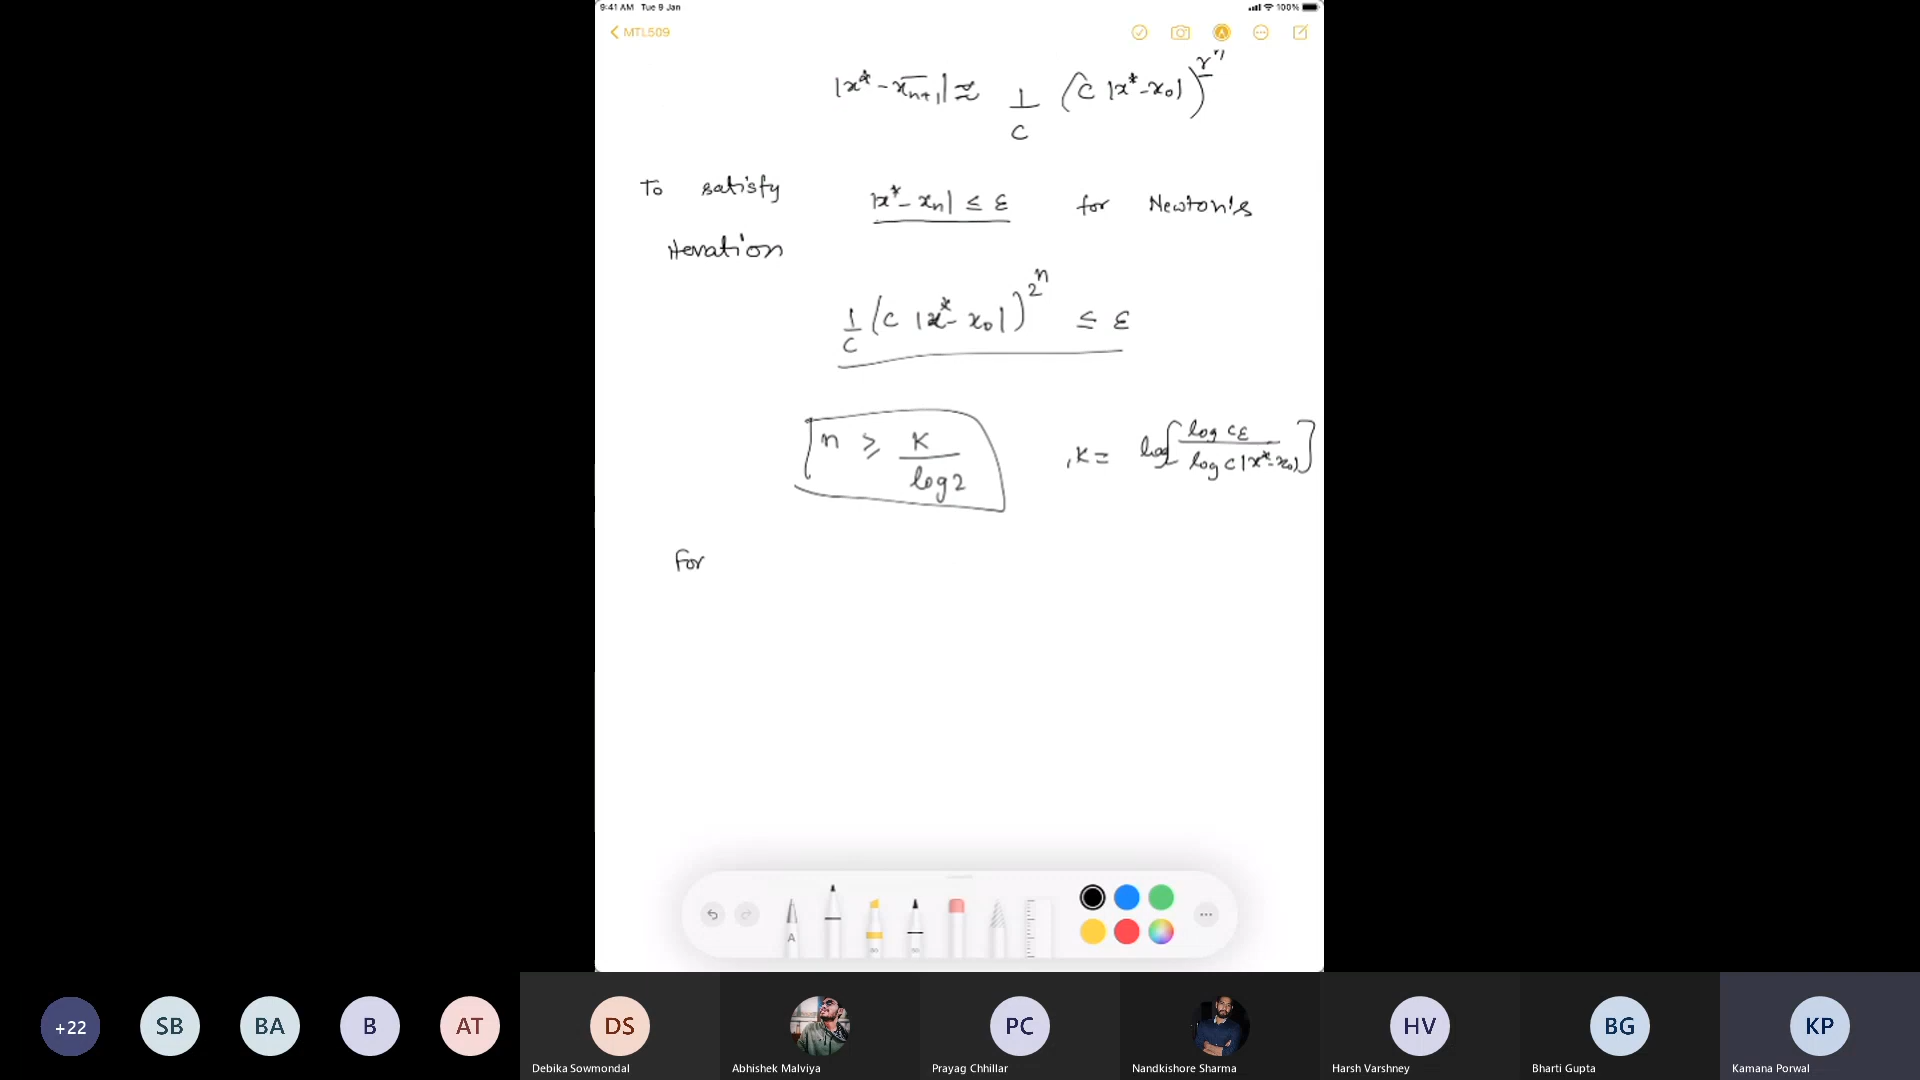 9:41 AM Tue 9 Jan 100%
MTL509
|x* - x_{n+1}| ≈ 1/C (C |x* - x_0|)^{r^n}
To satisfy |x* - x_n| ≤ ε for Newton's
iteration
1/C (C |x* - x_0|)^{2^n} ≤ ε
n ≥ K / log 2 , K = log [ log Cε / log C|x* - x_0| ]
For
A
+22 SB BA B AT DS PC HV BG KP
Debika Sowmondal Abhishek Malviya Prayag Chhillar Nandkishore Sharma Harsh Varshney Bharti Gupta Kamana Porwal